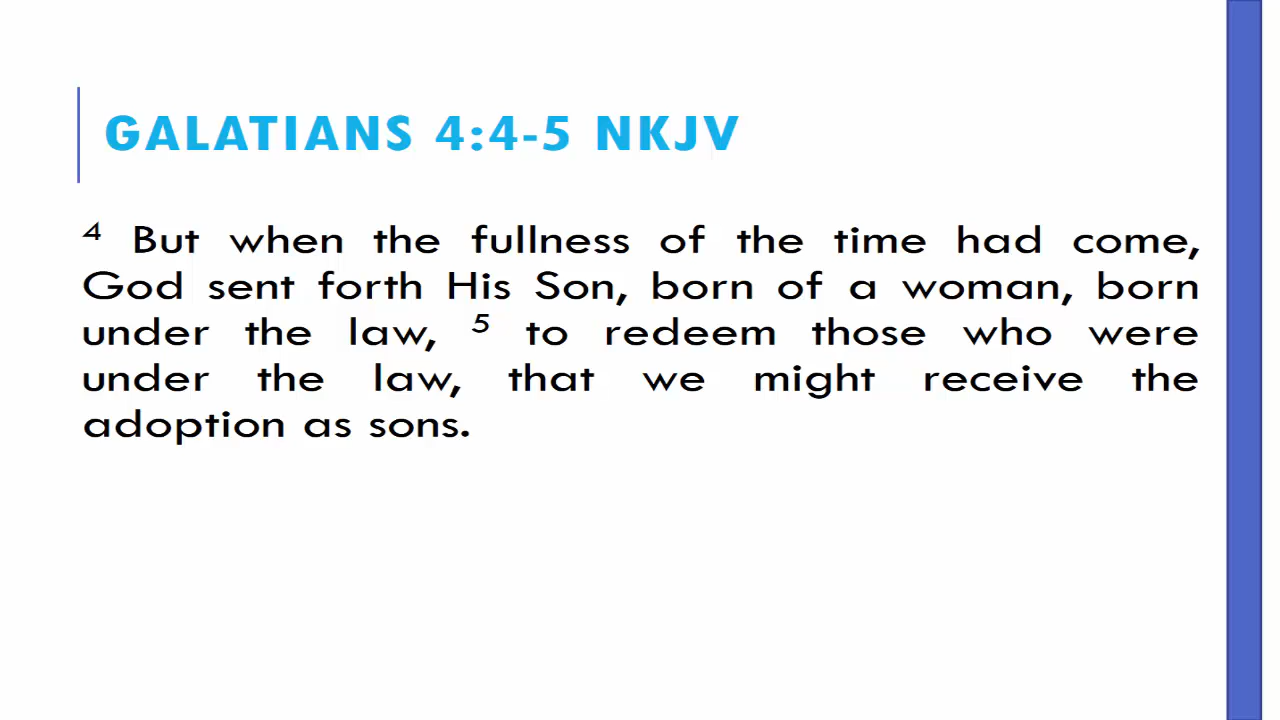 GALATIANS 4:4-5 NKJV
4 But when the fullness of the time had come,
God sent forth His Son, born of a woman, born
under the law, 5 to redeem those who were
under the law, that we might receive the
adoption as sons.